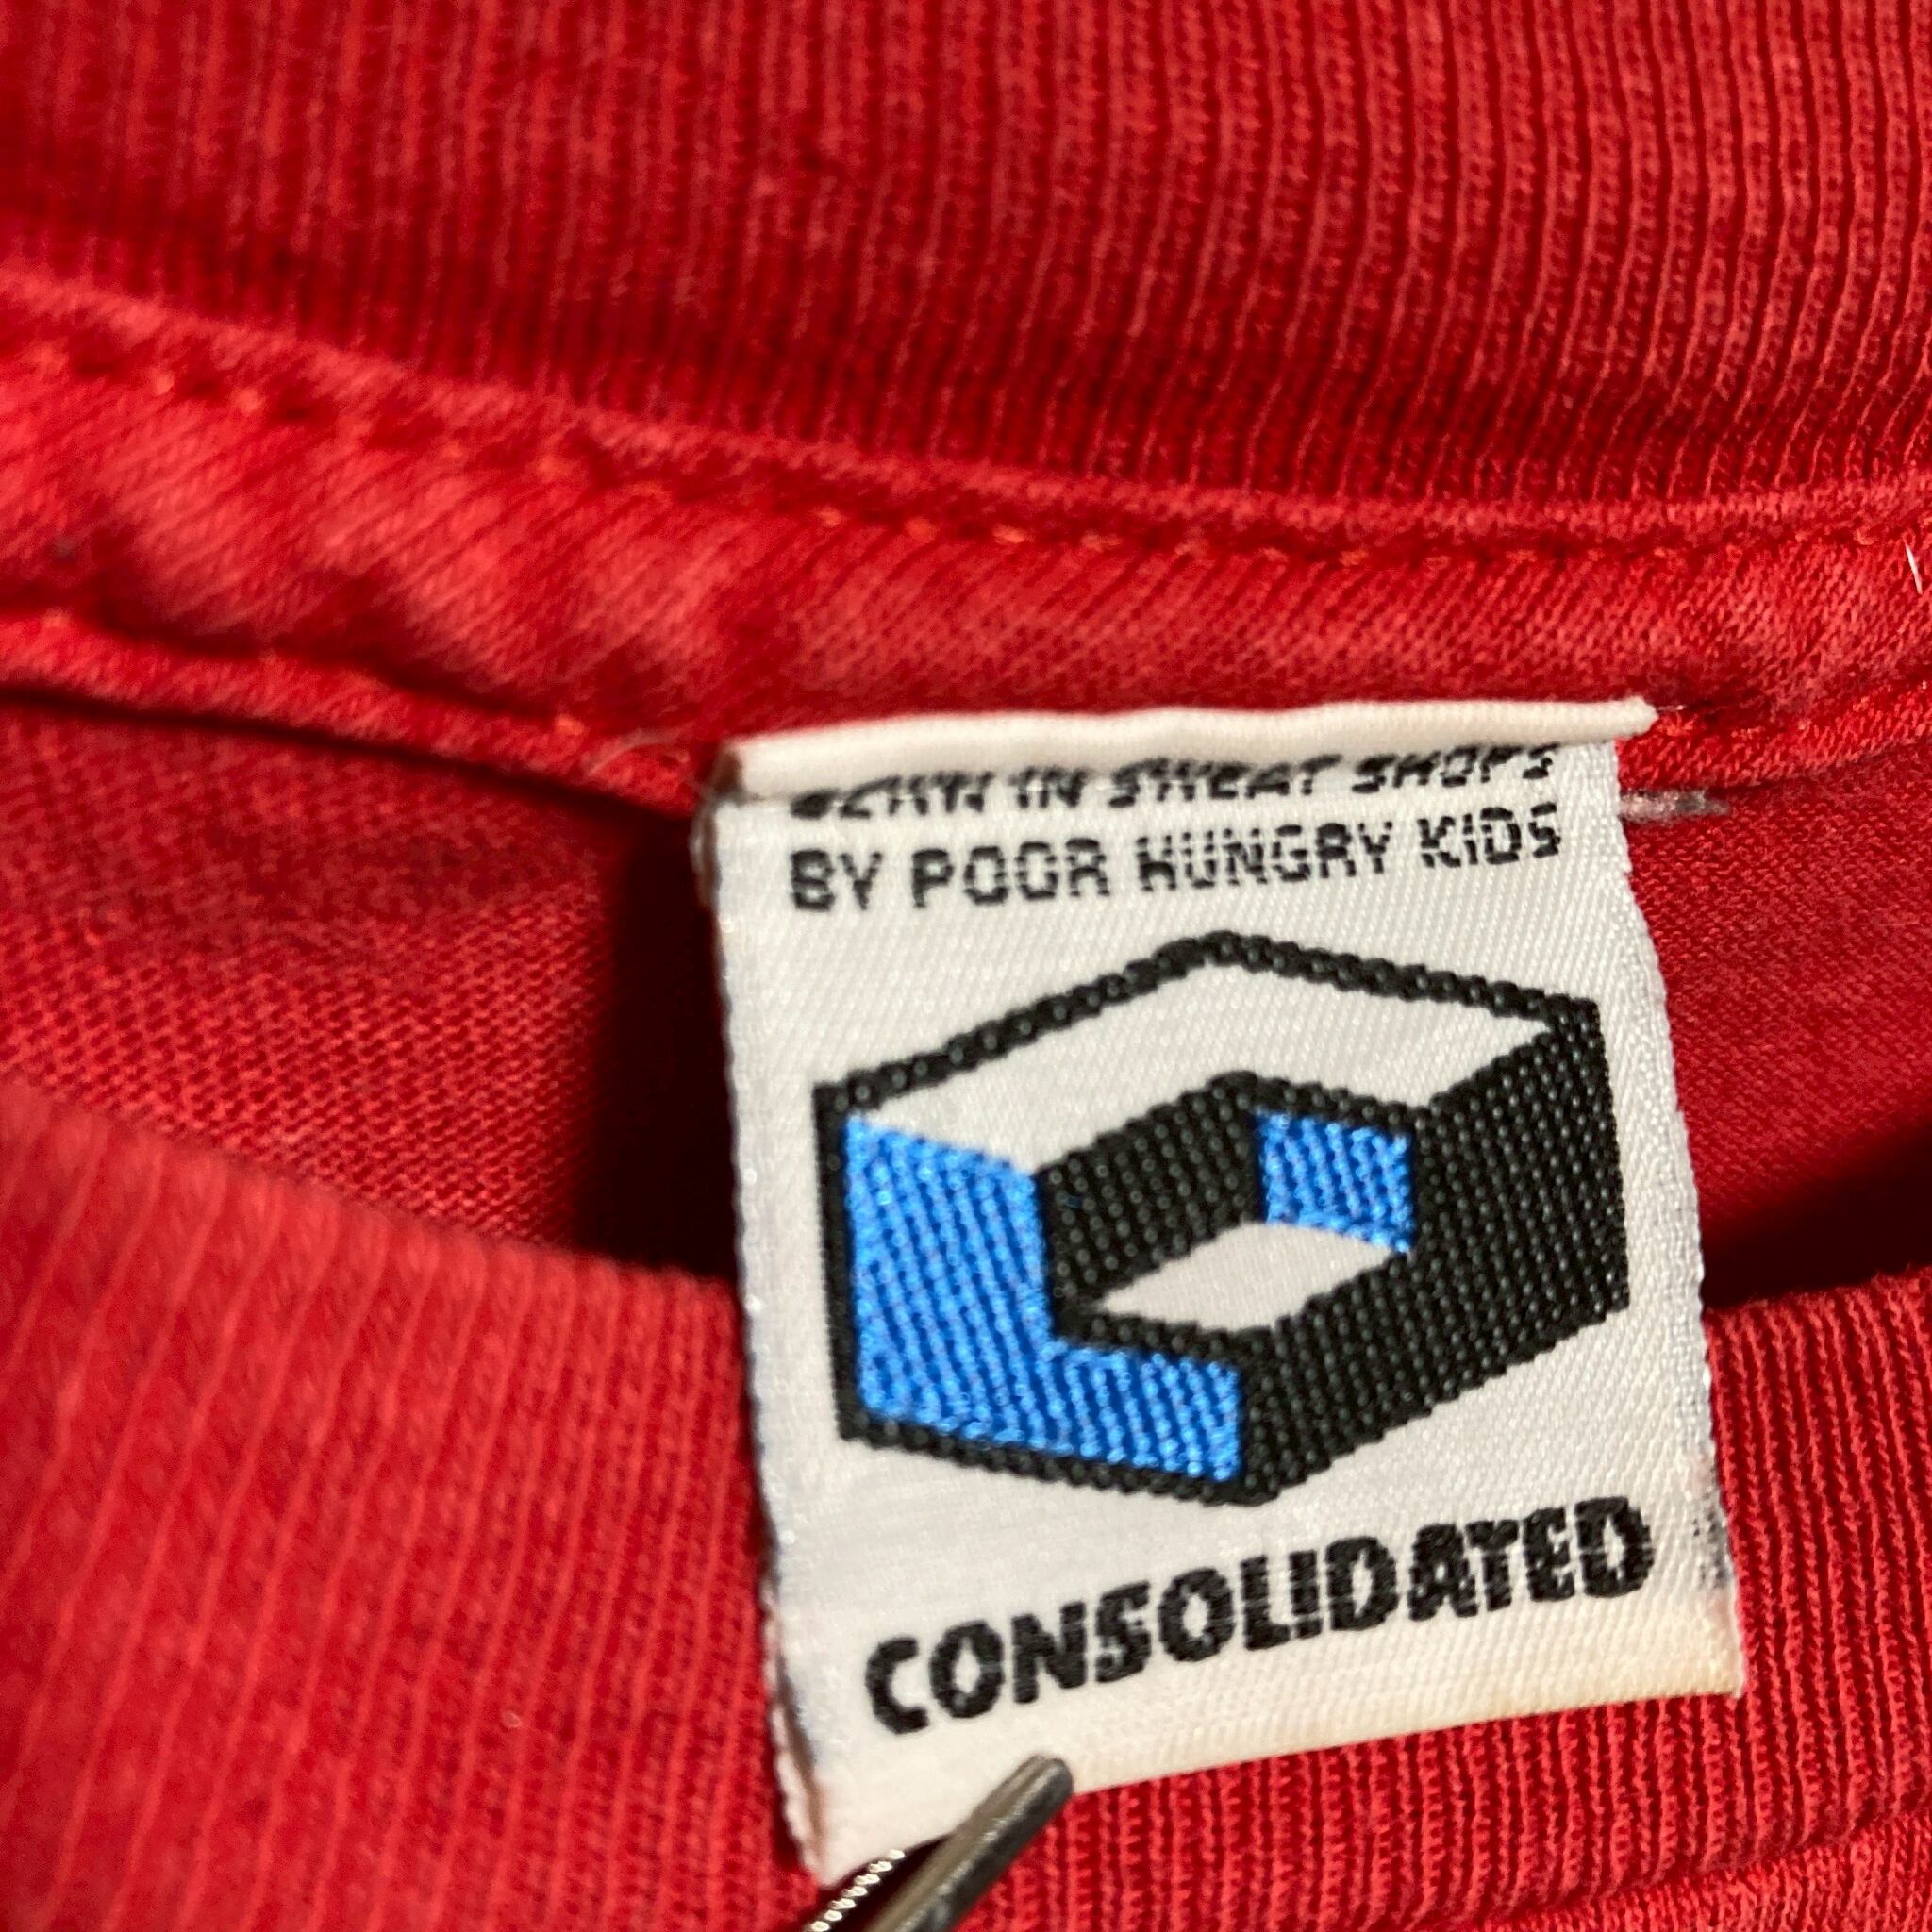 SEWN IN SWEAT SHOPS
BY POOR HUNGRY KIDS
CONSOLIDATED